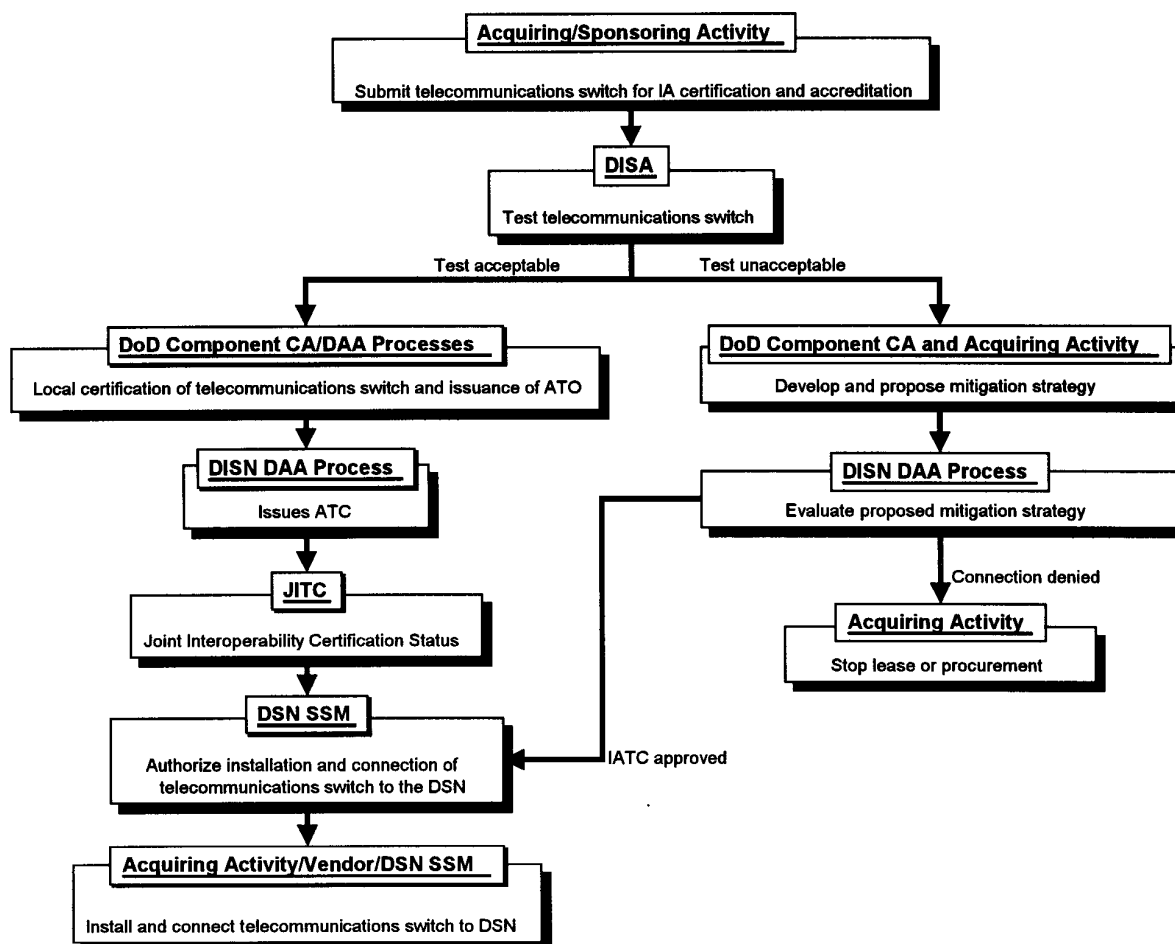 Acquiring/Sponsoring Activity
Submit telecommunications switch for IA certification and accreditation
DISA
Test telecommunications switch
Test acceptable
Test unacceptable
DoD Component CA/DAA Processes
Local certification of telecommunications switch and issuance of ATO
DoD Component CA and Acquiring Activity
Develop and propose mitigation strategy
DISN DAA Process
Issues ATC
DISN DAA Process
Evaluate proposed mitigation strategy
JITC
Joint Interoperability Certification Status
Connection denied
Acquiring Activity
Stop lease or procurement
DSN SSM
Authorize installation and connection of
telecommunications switch to the DSN
IATC approved
Acquiring Activity/Vendor/DSN SSM
Install and connect telecommunications switch to DSN